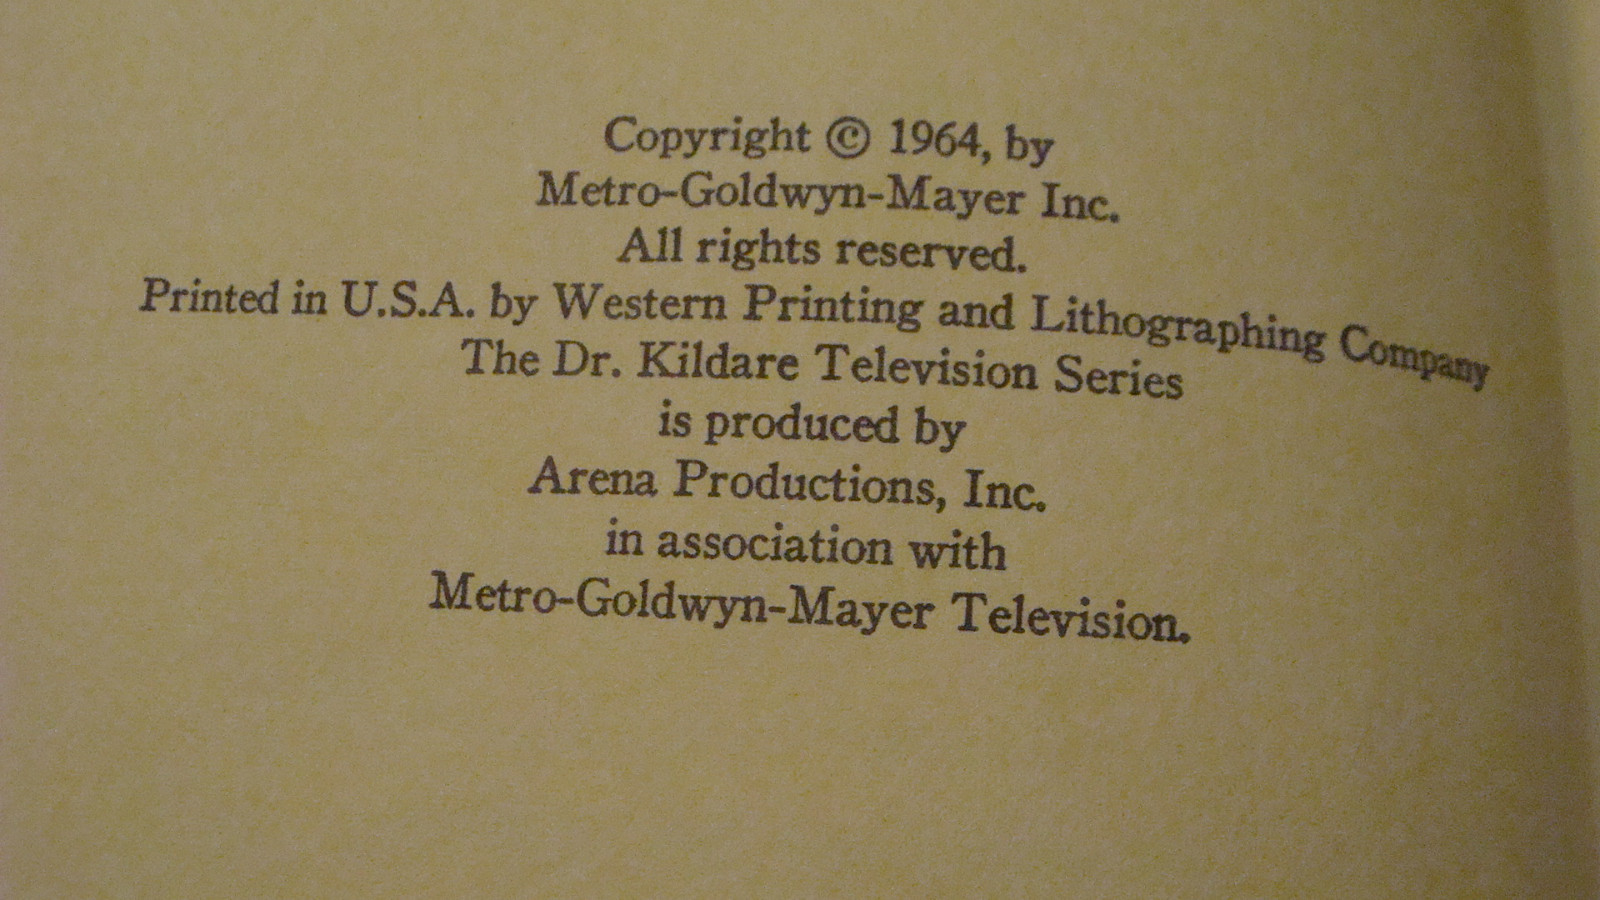 Copyright © 1964, by
Metro-Goldwyn-Mayer Inc.
All rights reserved.
Printed in U.S.A. by Western Printing and Lithographing Company
The Dr. Kildare Television Series
is produced by
Arena Productions, Inc.
in association with
Metro-Goldwyn-Mayer Television.